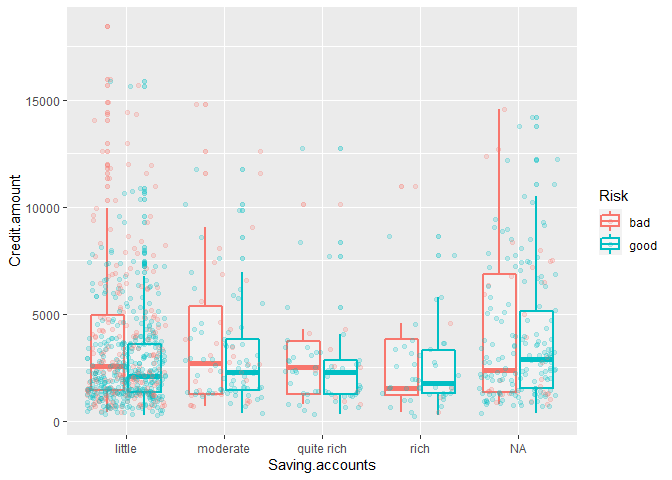 15000
10000
5000
0
Credit.amount
little moderate quite rich rich NA
Saving.accounts
Risk
bad
good